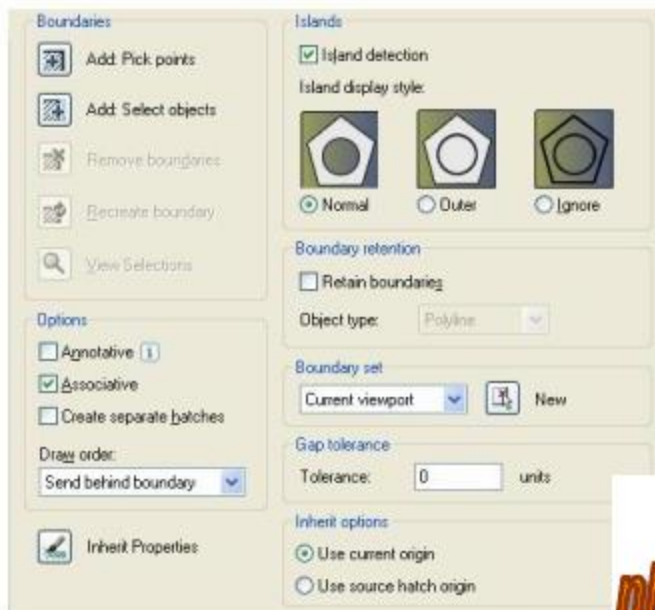 Boundaries
Add: Pick points
Add: Select objects
Remove boundaries
Recreate boundary
View Selections
Options
Annotative
Associative
Create separate hatches
Draw order:
Send behind boundary
Inherit Properties
Islands
Island detection
Island display style:
Normal Outer Ignore
Boundary retention
Retain boundaries
Object type: Polyline
Boundary set
Current viewport New
Gap tolerance
Tolerance: 0 units
Inherit options
Use current origin
Use source hatch origin